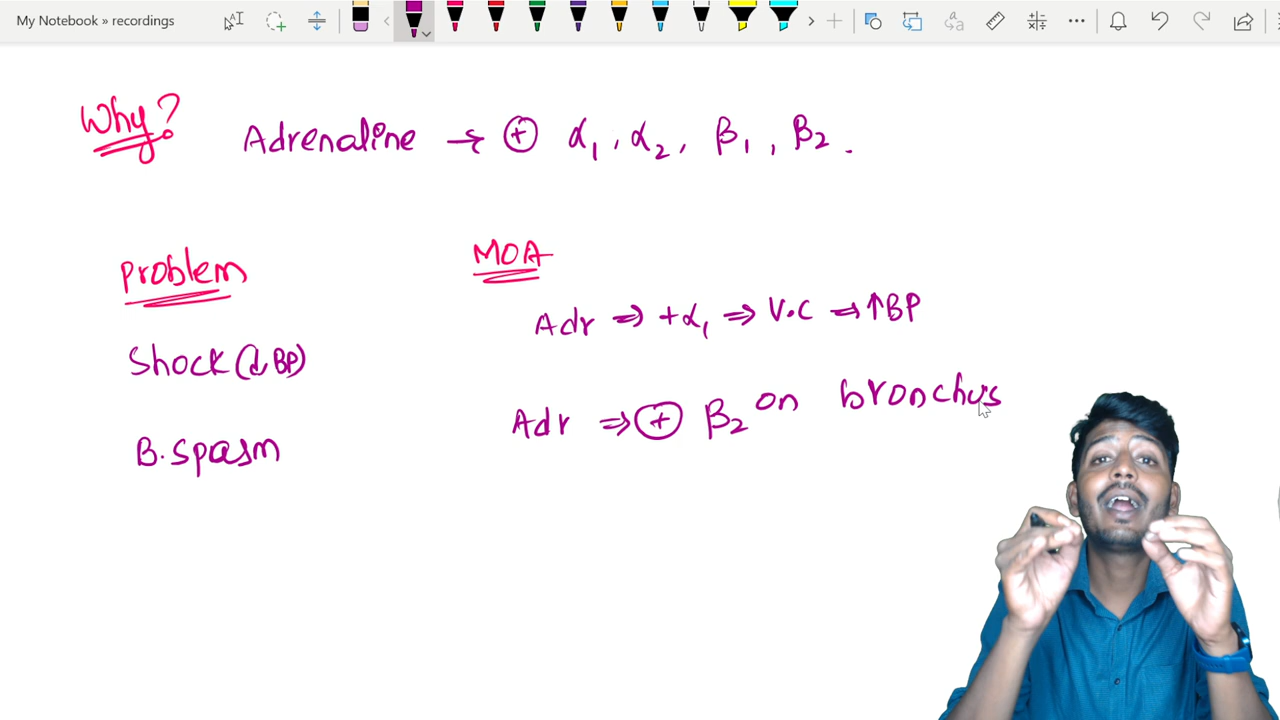 My Notebook » recordings
Why?
Adrenaline → ⊕ α₁, α₂, β₁, β₂.
Problem
MOA
Shock (↓BP)
Adr ⇒ +α₁ ⇒ V.C ⇒ ↑BP
B.Spasm
Adr ⇒ ⊕ β₂ on bronchus